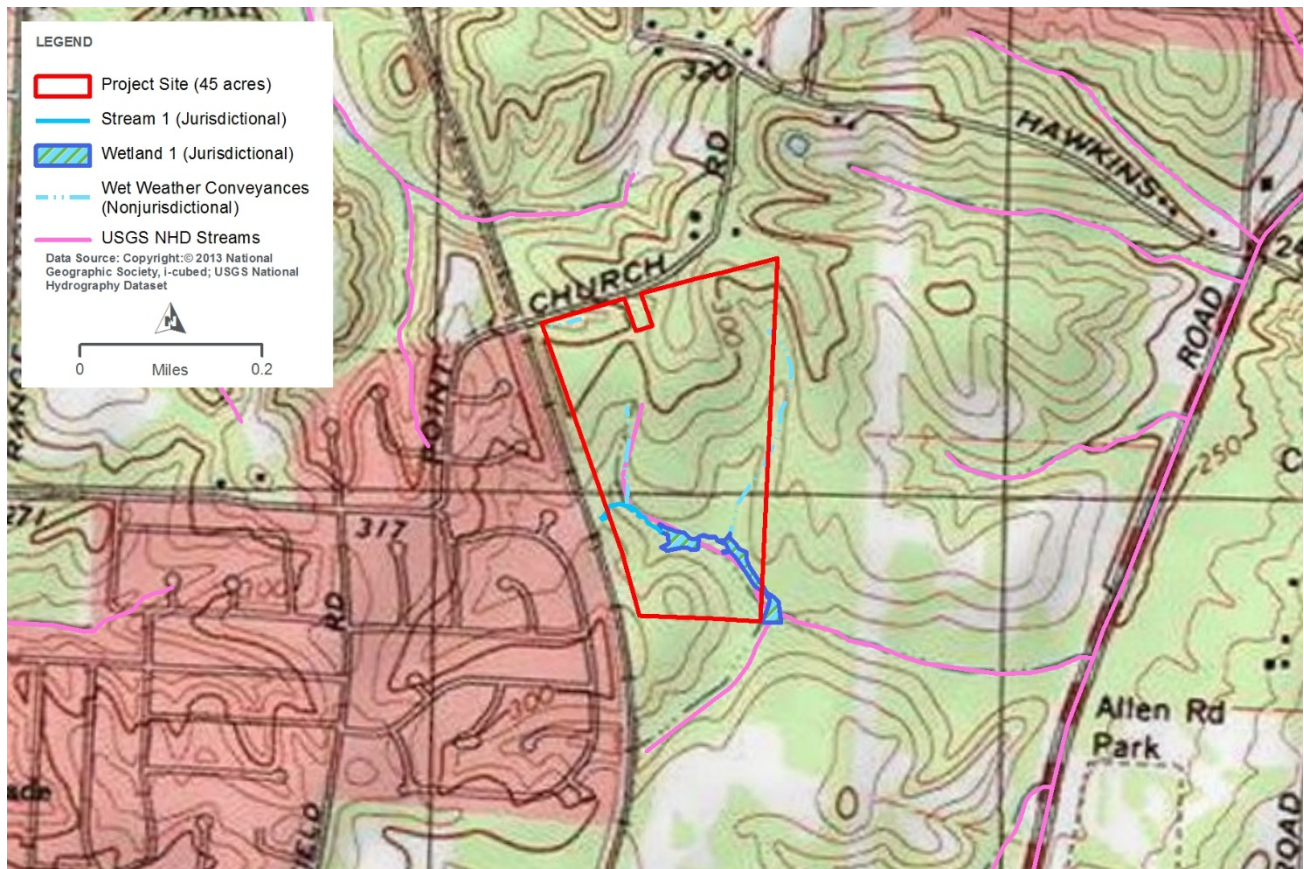 PARK
LEGEND
Project Site (45 acres)
Stream 1 (Jurisdictional)
Wetland 1 (Jurisdictional)
Wet Weather Conveyances
(Nonjurisdictional)
USGS NHD Streams
Data Source: Copyright:© 2013 National
Geographic Society, i-cubed; USGS National
Hydrography Dataset
N
0 Miles 0.2
320
RD
HAWKINS
CHURCH
300
ROAD
POINT
250
271
317
RD
300
Allen Rd
Park
ROAD